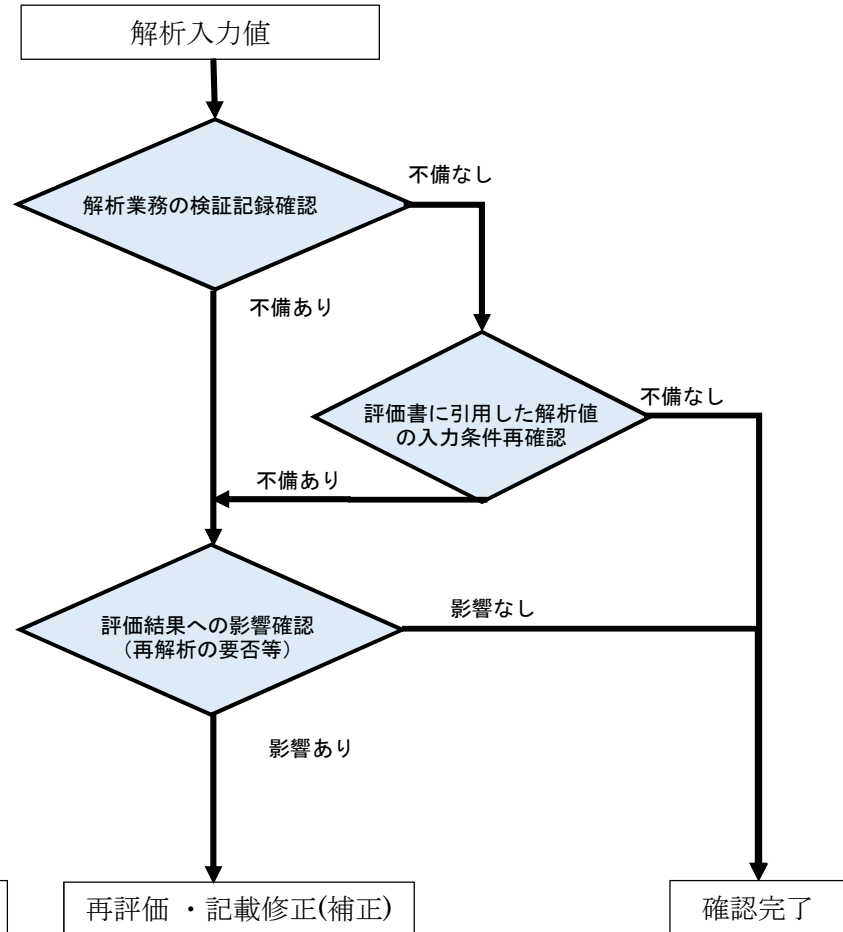 解析入力値
不備なし
解析業務の検証記録確認
不備あり
不備なし
評価書に引用した解析値
の入力条件再確認
不備あり
影響なし
評価結果への影響確認
（再解析の要否等）
影響あり
再評価 ・記載修正(補正)
確認完了